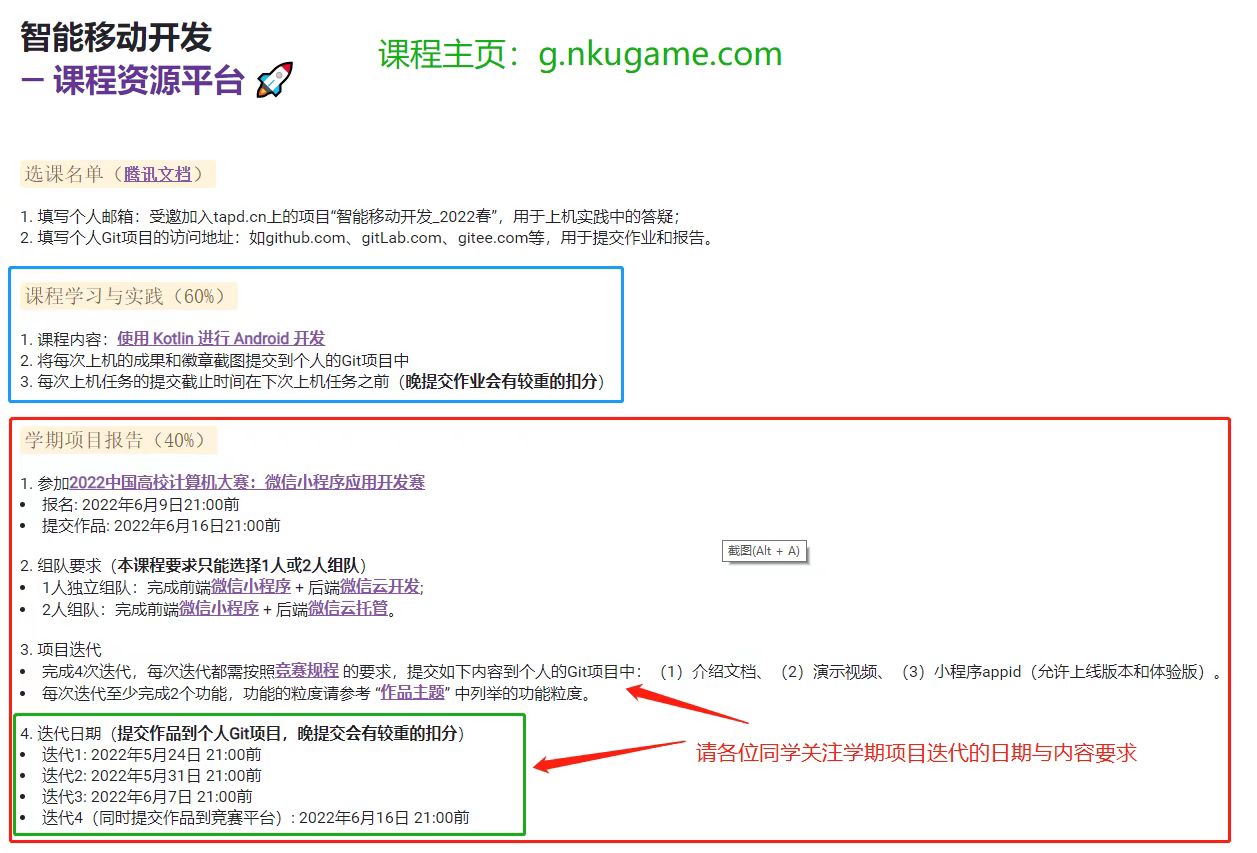 智能移动开发
课程主页：g.nkugame.com
– 课程资源平台
选课名单（腾讯文档）
1. 填写个人邮箱：受邀加入tapd.cn上的项目“智能移动开发_2022春”，用于上机实践中的答疑；
2. 填写个人Git项目的访问地址：如github.com、gitLab.com、gitee.com等，用于提交作业和报告。
课程学习与实践（60%）
1. 课程内容：使用 Kotlin 进行 Android 开发
2. 将每次上机的成果和徽章截图提交到个人的Git项目中
3. 每次上机任务的提交截止时间在下次上机任务之前（晚提交作业会有较重的扣分）
学期项目报告（40%）
1. 参加2022中国高校计算机大赛：微信小程序应用开发赛
• 报名: 2022年6月9日21:00前
• 提交作品: 2022年6月16日21:00前
截图(Alt + A)
2. 组队要求（本课程要求只能选择1人或2人组队）
• 1人独立组队：完成前端微信小程序 + 后端微信云开发;
• 2人组队：完成前端微信小程序 + 后端微信云托管。
3. 项目迭代
• 完成4次迭代，每次迭代都需按照竞赛规程 的要求，提交如下内容到个人的Git项目中：（1）介绍文档、（2）演示视频、（3）小程序appid（允许上线版本和体验版）。
• 每次迭代至少完成2个功能，功能的粒度请参考 “作品主题” 中列举的功能粒度。
4. 迭代日期（提交作品到个人Git项目，晚提交会有较重的扣分）
• 迭代1: 2022年5月24日 21:00前
请各位同学关注学期项目迭代的日期与内容要求
• 迭代2: 2022年5月31日 21:00前
• 迭代3: 2022年6月7日 21:00前
• 迭代4（同时提交作品到竞赛平台）: 2022年6月16日 21:00前